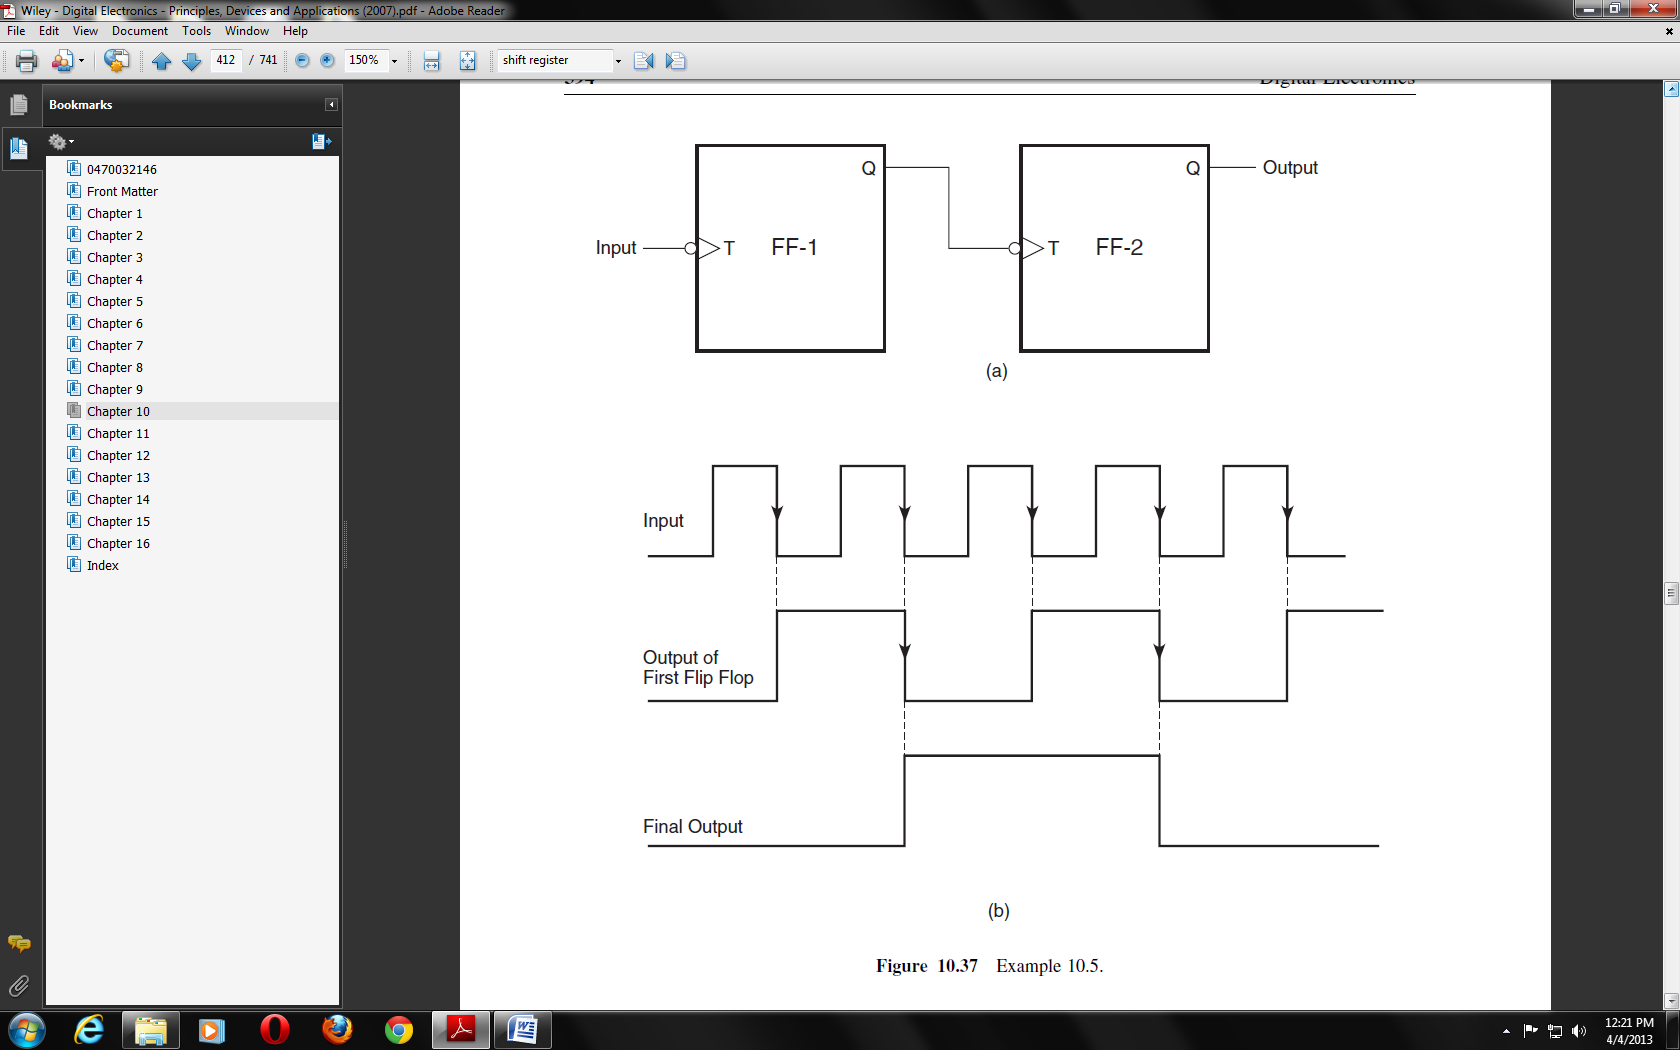 Wiley - Digital Electronics - Principles, Devices and Applications (2007).pdf - Adobe Reader
File Edit View Document Tools Window Help
412 / 741 150% shift register
Bookmarks
0470032146
Front Matter
Chapter 1
Chapter 2
Chapter 3
Chapter 4
Chapter 5
Chapter 6
Chapter 7
Chapter 8
Chapter 9
Chapter 10
Chapter 11
Chapter 12
Chapter 13
Chapter 14
Chapter 15
Chapter 16
Index
394 Digital Electronics
Q Q Output
Input T FF-1 T FF-2
(a)
Input
Output of
First Flip Flop
Final Output
(b)
Figure 10.37 Example 10.5.
12:21 PM
4/4/2013